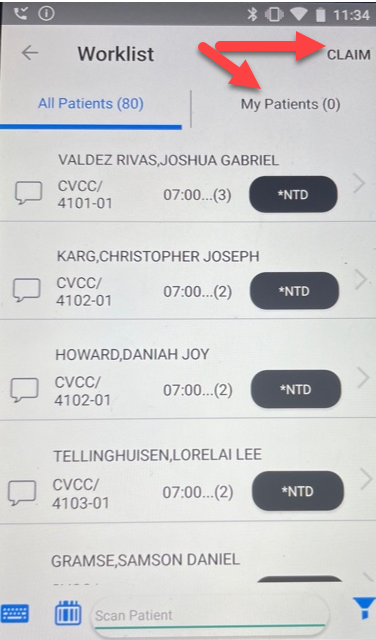 11:34
Worklist
CLAIM
All Patients (80)
My Patients (0)
VALDEZ RIVAS,JOSHUA GABRIEL
CVCC/
4101-01
07:00...(3)
*NTD
KARG,CHRISTOPHER JOSEPH
CVCC/
4102-01
07:00...(2)
*NTD
HOWARD,DANIAH JOY
CVCC/
4102-01
07:00...(2)
*NTD
TELLINGHUISEN,LORELAI LEE
CVCC/
4103-01
07:00...(2)
*NTD
GRAMSE,SAMSON DANIEL
Scan Patient